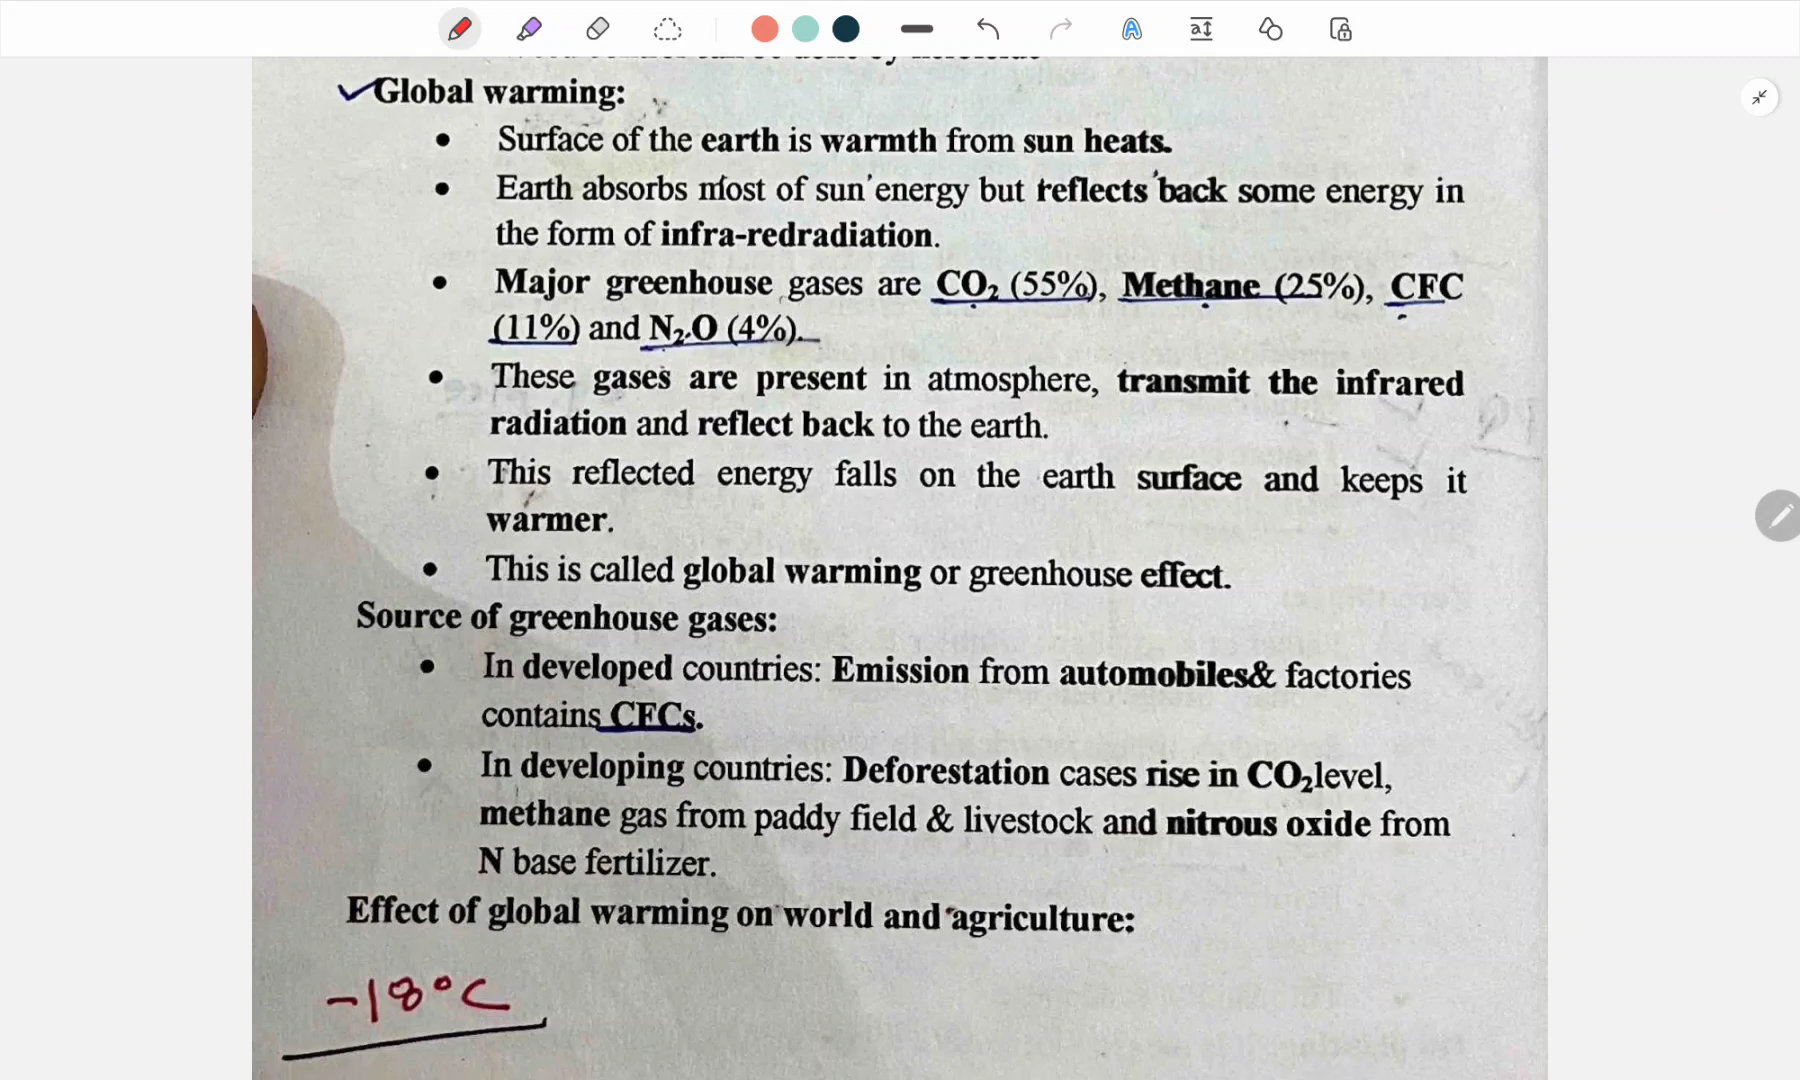 Global warming:
• Surface of the earth is warmth from sun heats.
• Earth absorbs most of sun energy but reflects back some energy in
the form of infra-redradiation.
• Major greenhouse gases are CO₂ (55%), Methane (25%), CFC
(11%) and N₂O (4%).
• These gases are present in atmosphere, transmit the infrared
radiation and reflect back to the earth.
• This reflected energy falls on the earth surface and keeps it
warmer.
• This is called global warming or greenhouse effect.
Source of greenhouse gases:
• In developed countries: Emission from automobiles& factories
contains CFCs.
• In developing countries: Deforestation cases rise in CO₂level,
methane gas from paddy field & livestock and nitrous oxide from
N base fertilizer.
Effect of global warming on world and agriculture:
-18°C